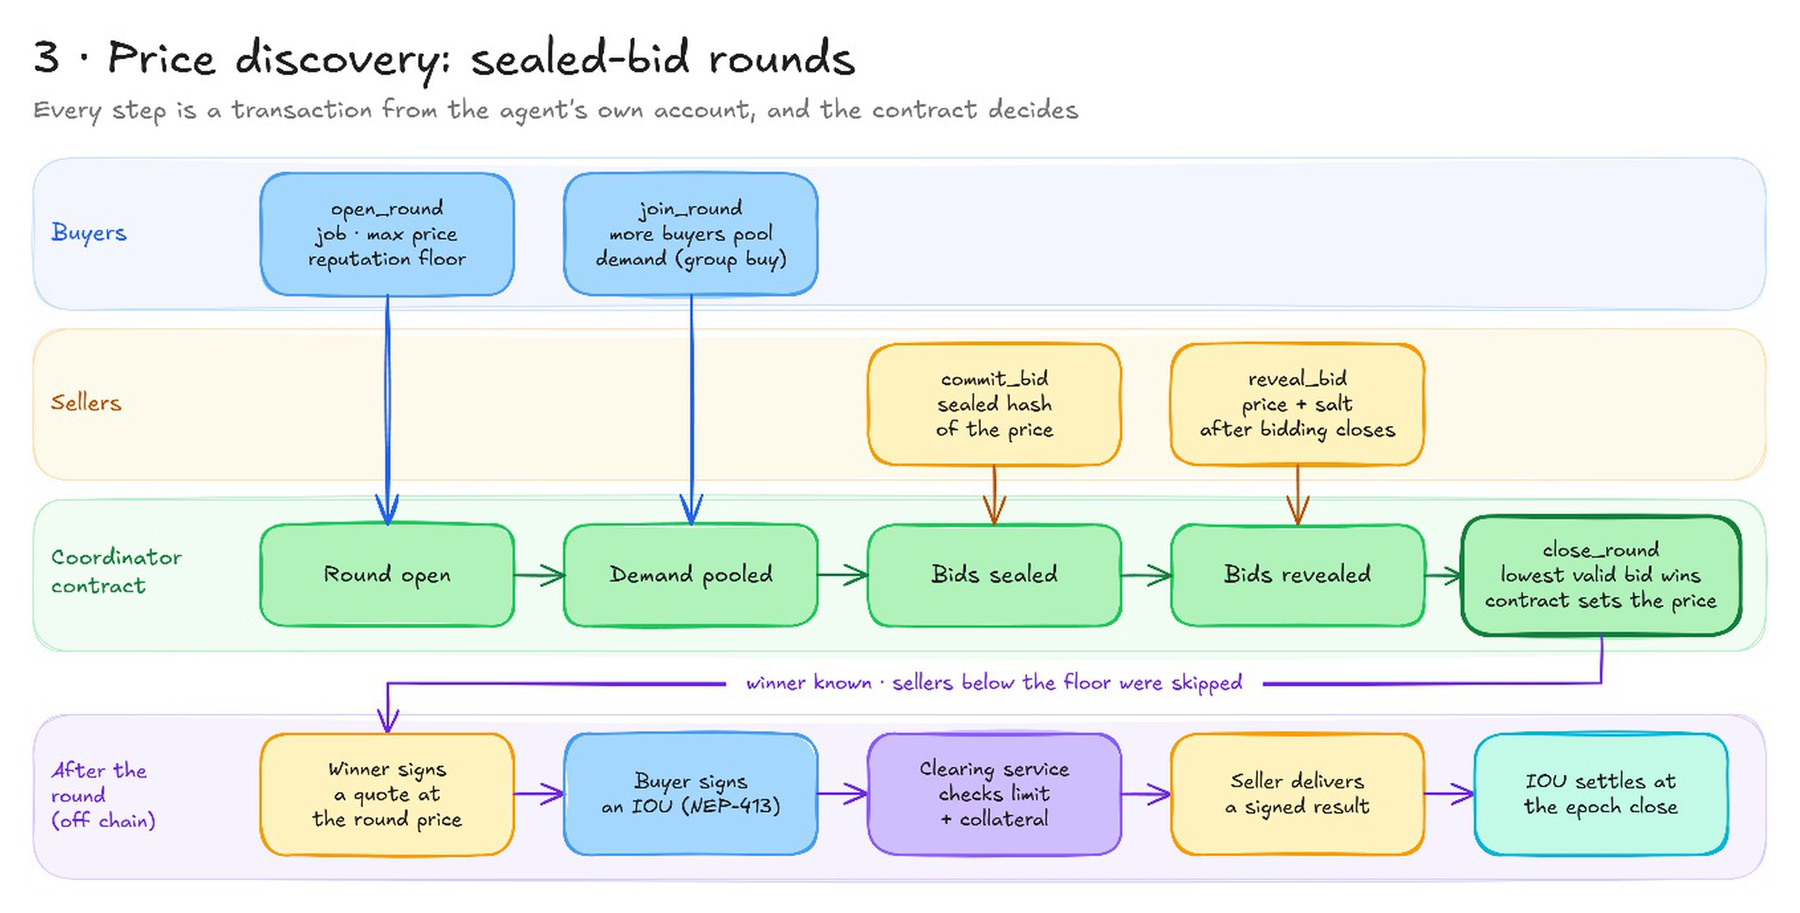 3 · Price discovery: sealed-bid rounds
Every step is a transaction from the agent's own account, and the contract decides
Buyers
open_round
job · max price
reputation floor
join_round
more buyers pool
demand (group buy)
Sellers
commit_bid
sealed hash
of the price
reveal_bid
price + salt
after bidding closes
Coordinator
contract
Round open
Demand pooled
Bids sealed
Bids revealed
close_round
lowest valid bid wins
contract sets the price
winner known · sellers below the floor were skipped
After the
round
(off chain)
Winner signs
a quote at
the round price
Buyer signs
an IOU (NEP-413)
Clearing service
checks limit
+ collateral
Seller delivers
a signed result
IOU settles at
the epoch close